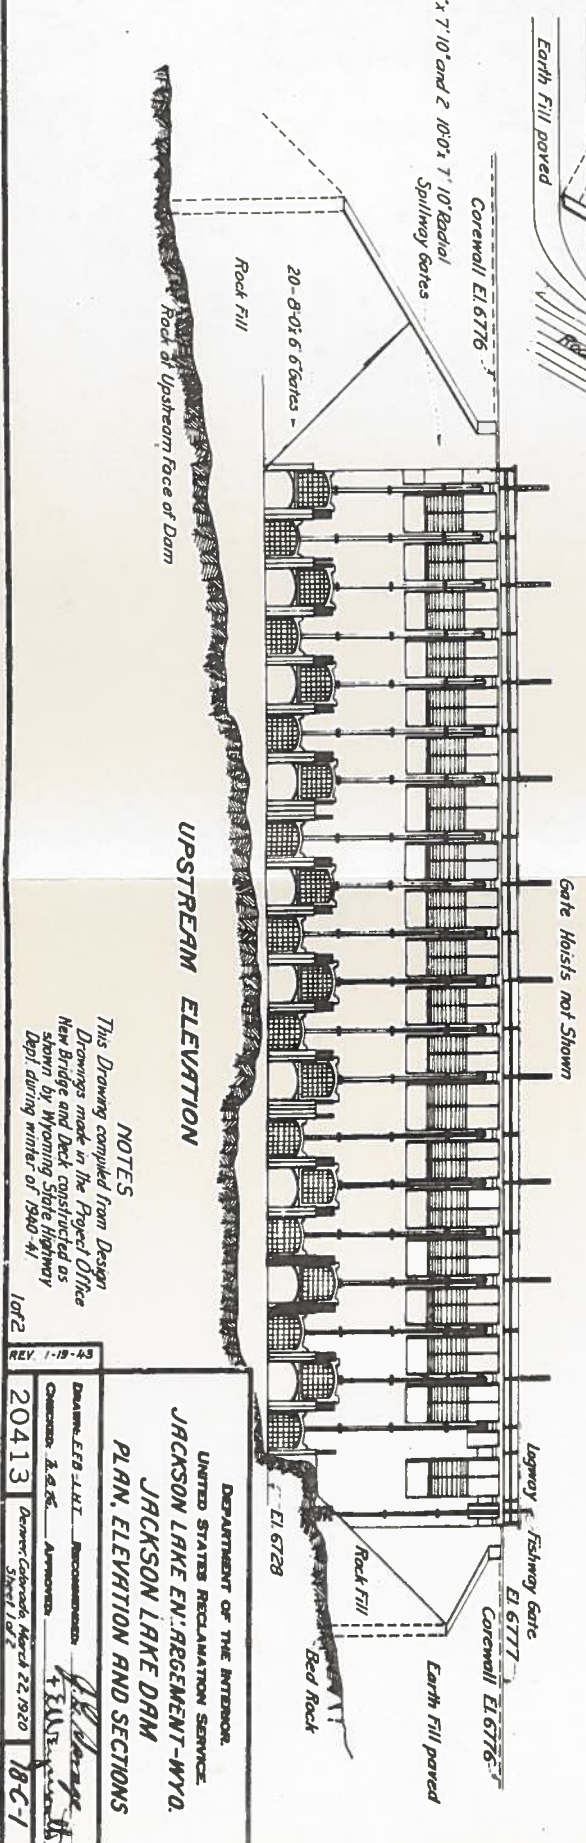 Earth Fill paved
x 7'10" and 2 10'0"x 7'10" Radial
Spillway Gates
Corewall El. 6776
20-8'-0"x 6'6" Gates
Rock Fill
Rock at Upstream Face of Dam
Gate Hoists not Shown
Logway
Fishway Gate
El. 6777
Corewall El. 6776
Earth Fill paved
Rock Fill
Bed Rock
El. 6728
UPSTREAM ELEVATION
NOTES
This Drawing compiled from Design
Drawings made in the Project Office
New Bridge and Deck constructed as
shown by Wyoming State Highway
Dept. during winter of 1940-41.
1 of 2
REV. 1-19-43
DEPARTMENT OF THE INTERIOR
UNITED STATES RECLAMATION SERVICE
JACKSON LAKE ENLARGEMENT-WYO.
JACKSON LAKE DAM
PLAN, ELEVATION AND SECTIONS
DRAWN: E.E.B.-L.H.T. RECOMMENDED:
CHECKED: APPROVED:
20413
Denver, Colorado, March 22, 1920
Sheet 1 of 2
18-C-1